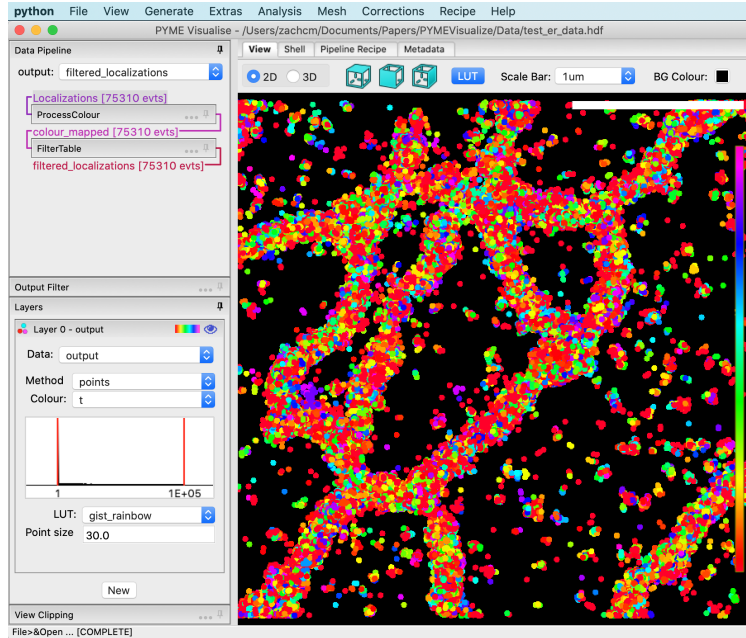 python File View Generate Extras Analysis Mesh Corrections Recipe Help
PYME Visualise - /Users/zachcm/Documents/Papers/PYMEVisualize/Data/test_er_data.hdf
Data Pipeline
output: filtered_localizations
Localizations [75310 evts]
ProcessColour
colour_mapped [75310 evts]
FilterTable
filtered_localizations [75310 evts]
Output Filter
Layers
Layer 0 - output
Data: output
Method points
Colour: t
1 1E+05
LUT: gist_rainbow
Point size 30.0
New
View Clipping
File>&Open ... [COMPLETE]
View Shell Pipeline Recipe Metadata
2D 3D LUT Scale Bar: 1um BG Colour: